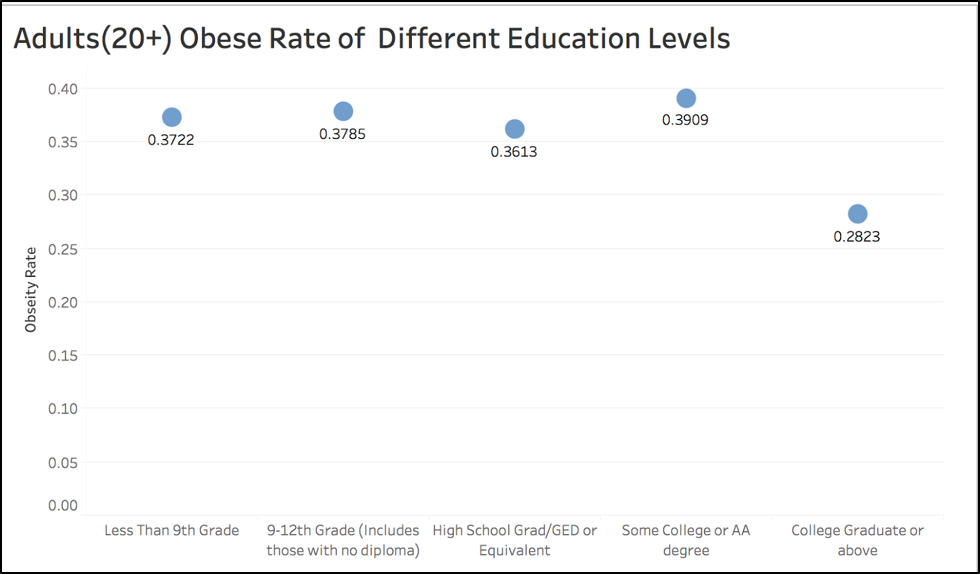 Adults(20+) Obese Rate of  Different Education Levels
0.40
0.35
0.30
0.25
0.20
0.15
0.10
0.05
0.00
Obseity Rate
0.3722
0.3785
0.3613
0.3909
0.2823
Less Than 9th Grade
9-12th Grade (Includes
those with no diploma)
High School Grad/GED or
Equivalent
Some College or AA
degree
College Graduate or
above